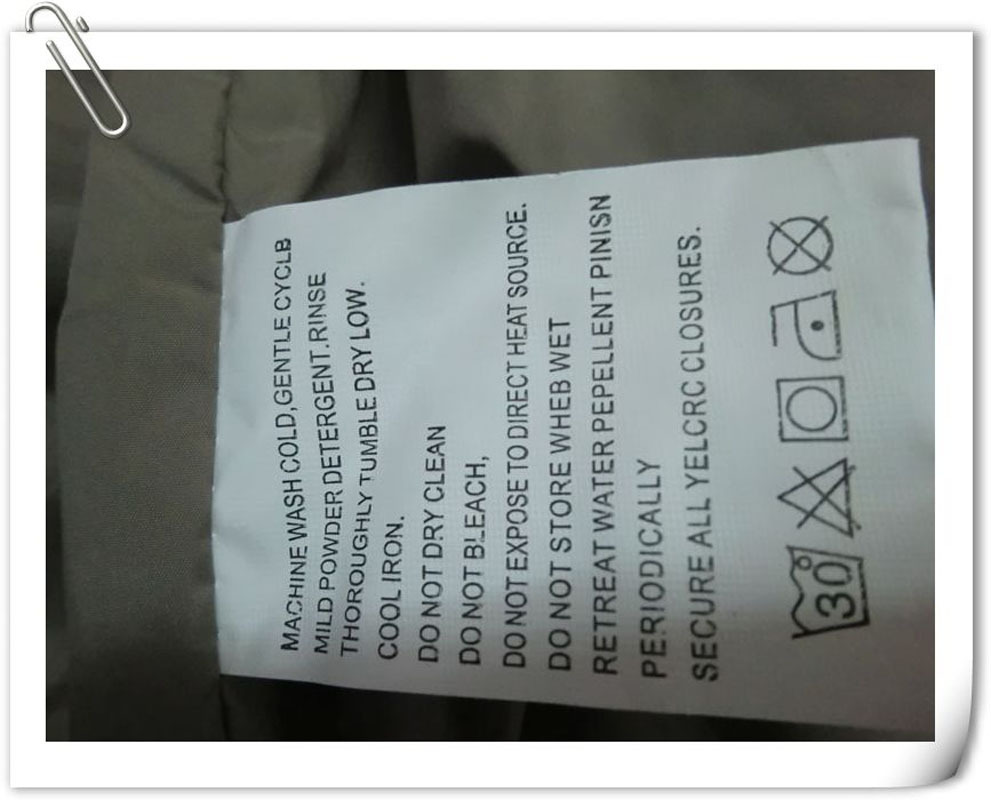 MACHINE WASH COLD,GENTLE CYCLB
MILD POWDER DETERGENT.RINSE
THOROUGHLY TUMBLE DRY LOW.
COOL IRON.
DO NOT DRY CLEAN
DO NOT BLEACH,
DO NOT EXPOSE TO DIRECT HEAT SOURCE.
DO NOT STORE WHEB WET
RETREAT WATER PEPELLENT PINISN
PERIODICALLY
SECURE ALL YELCRC CLOSURES.
30